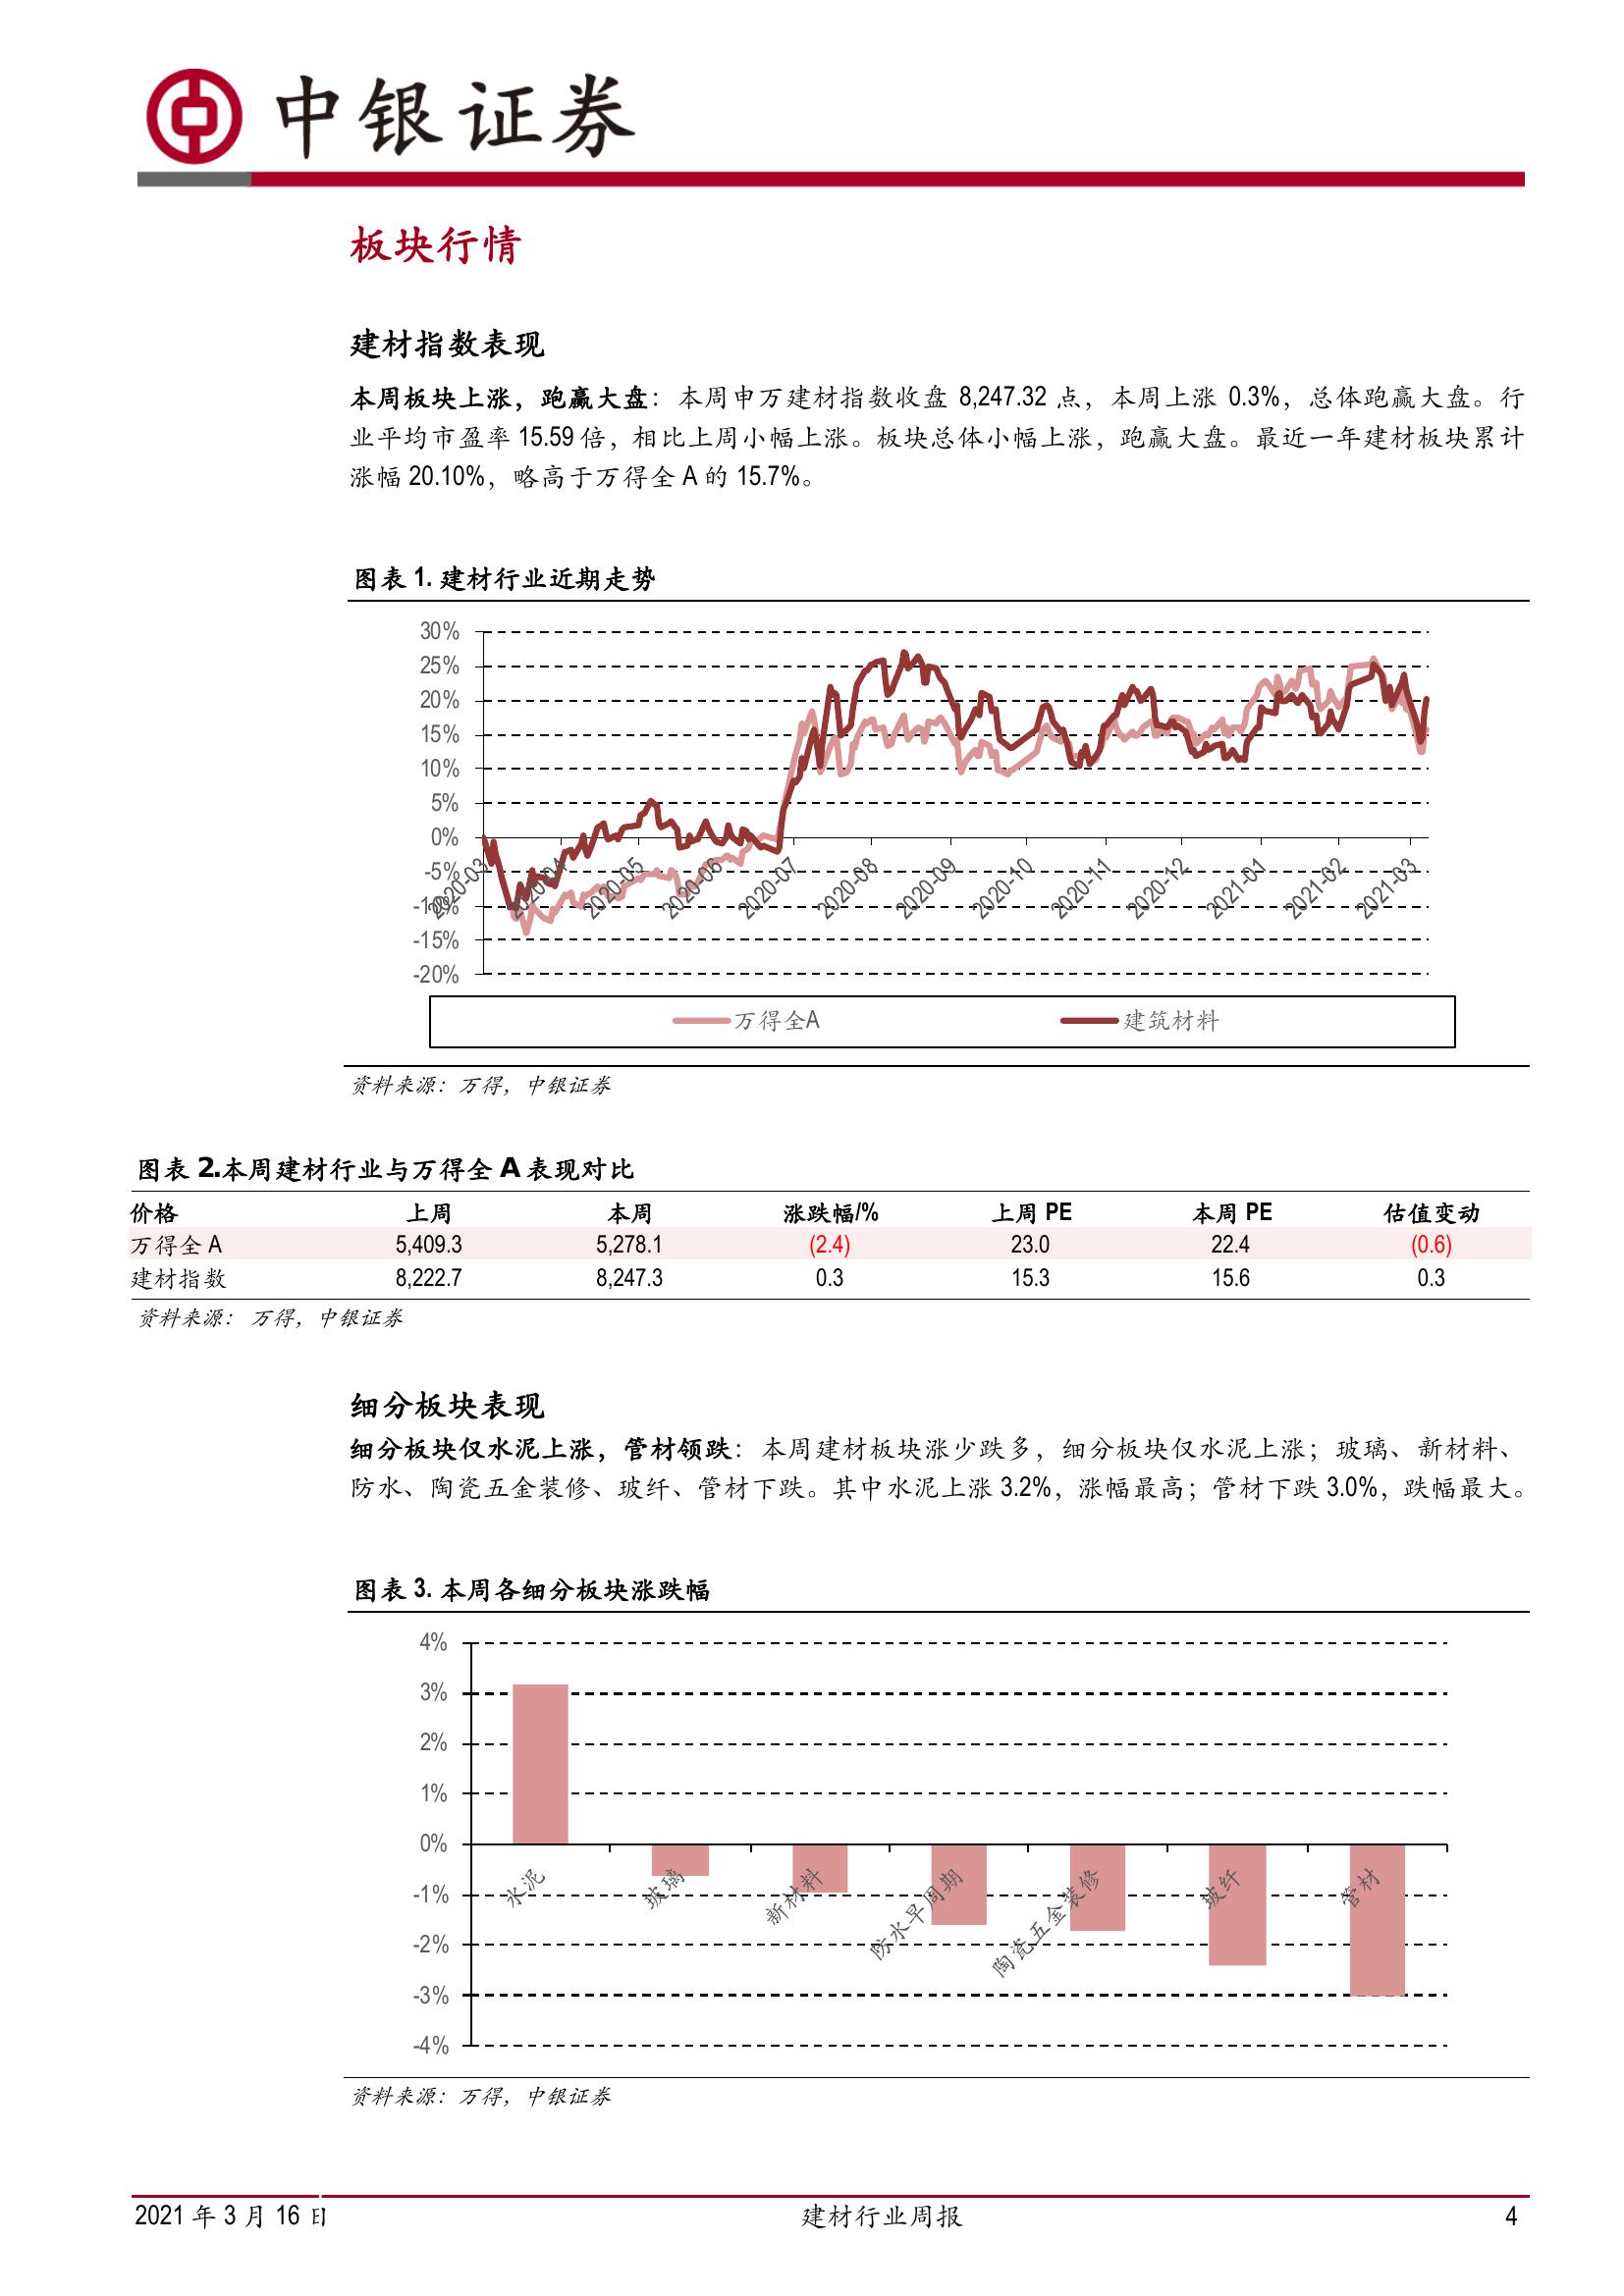 中银证券
板块行情
建材指数表现
本周板块上涨，跑赢大盘：本周申万建材指数收盘 8,247.32 点，本周上涨 0.3%，总体跑赢大盘。行
业平均市盈率 15.59 倍，相比上周小幅上涨。板块总体小幅上涨，跑赢大盘。最近一年建材板块累计
涨幅 20.10%，略高于万得全 A 的 15.7%。
图表 1. 建材行业近期走势
30%
25%
20%
15%
10%
5%
0%
-5%
-10%
-15%
-20%
2020-03 2020-04 2020-05 2020-06 2020-07 2020-08 2020-09 2020-10 2020-11 2020-12 2021-01 2021-02 2021-03
万得全A 建筑材料
资料来源：万得，中银证券
图表 2.本周建材行业与万得全 A 表现对比
价格 上周 本周 涨跌幅/% 上周 PE 本周 PE 估值变动
万得全 A 5,409.3 5,278.1 (2.4) 23.0 22.4 (0.6)
建材指数 8,222.7 8,247.3 0.3 15.3 15.6 0.3
资料来源： 万得，中银证券
细分板块表现
细分板块仅水泥上涨，管材领跌：本周建材板块涨少跌多，细分板块仅水泥上涨；玻璃、新材料、
防水、陶瓷五金装修、玻纤、管材下跌。其中水泥上涨 3.2%，涨幅最高；管材下跌 3.0%，跌幅最大。
图表 3. 本周各细分板块涨跌幅
4%
3%
2%
1%
0%
-1%
-2%
-3%
-4%
水泥 玻璃 新材料 防水早周期 陶瓷五金装修 玻纤 管材
资料来源：万得，中银证券
2021 年 3 月 16 日 建材行业周报 4